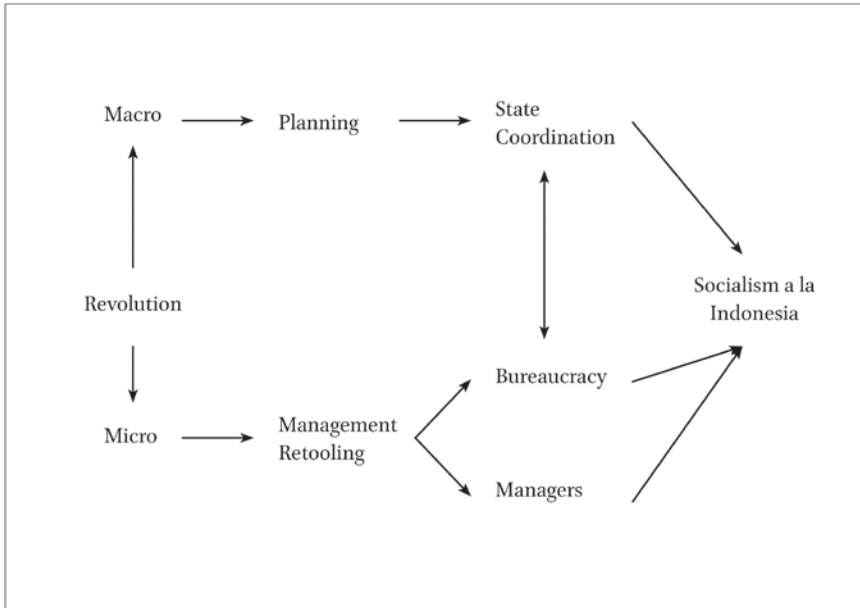 Macro
Planning
State
Coordination
Revolution
Socialism a la
Indonesia
Bureaucracy
Micro
Management
Retooling
Managers